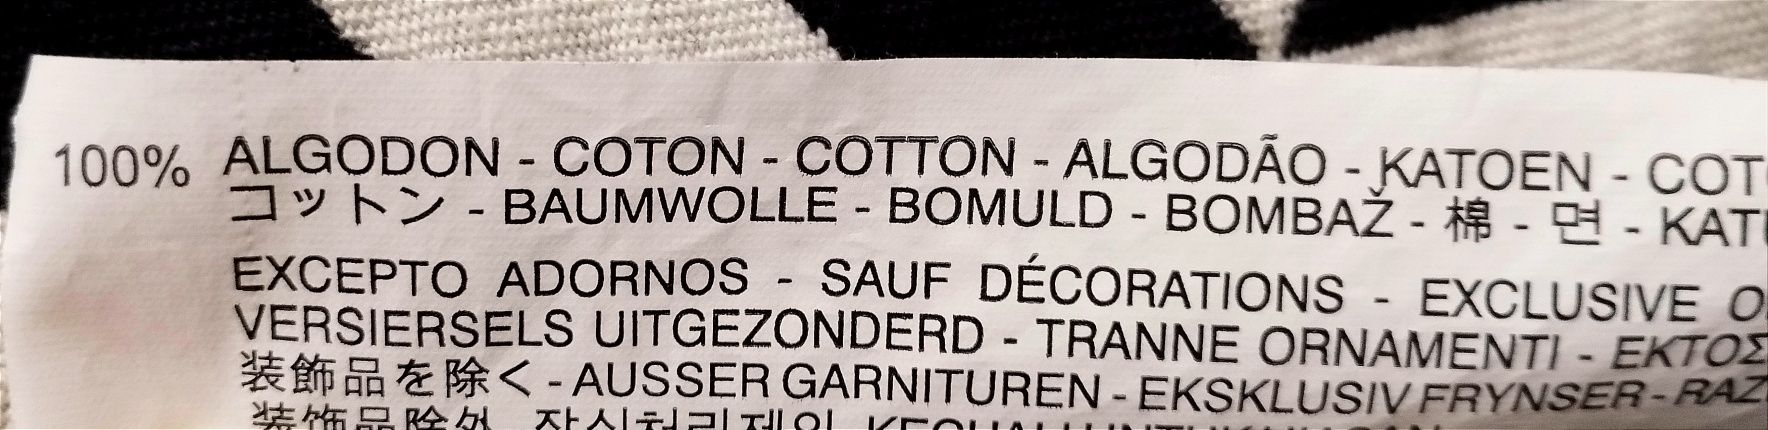 100% ALGODON - COTON - COTTON - ALGODÃO - KATOEN -
コットン - BAUMWOLLE - BOMULD - BOMBAŽ - 棉 - 면 -
EXCEPTO ADORNOS - SAUF DÉCORATIONS - EXCLUSIVE
VERSIERSELS UITGEZONDERD - TRANNE ORNAMENTI -
装飾品を除く - AUSSER GARNITUREN - EKSKLUSIV FRYNSER -